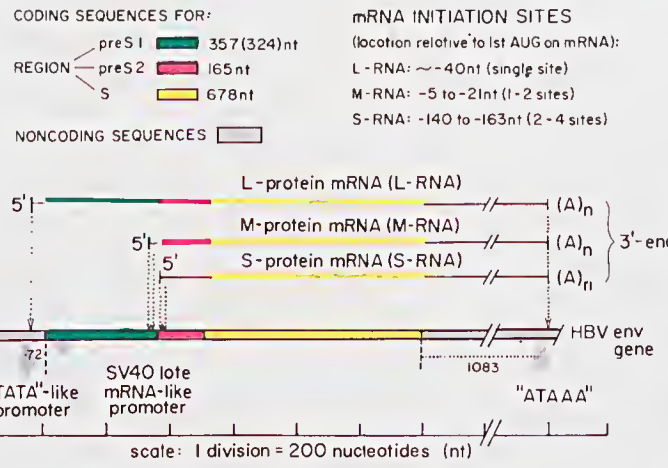 CODING SEQUENCES FOR:
REGION
preS1 357(324)nt
preS2 165nt
S 678nt
NONCODING SEQUENCES
mRNA INITIATION SITES
(location relative to 1st AUG on mRNA):
L-RNA: ~-40nt (single site)
M-RNA: -5 to -21nt (1-2 sites)
S-RNA: -140 to -163nt (2-4 sites)
L-protein mRNA (L-RNA)
5' (A)n
M-protein mRNA (M-RNA)
5' (A)n 3'-end
5' S-protein mRNA (S-RNA)
(A)n
HBV env
gene
-72
1083
TATA"-like
promoter
SV40 late
mRNA-like
promoter
"ATAAA"
scale: 1 division = 200 nucleotides (nt)